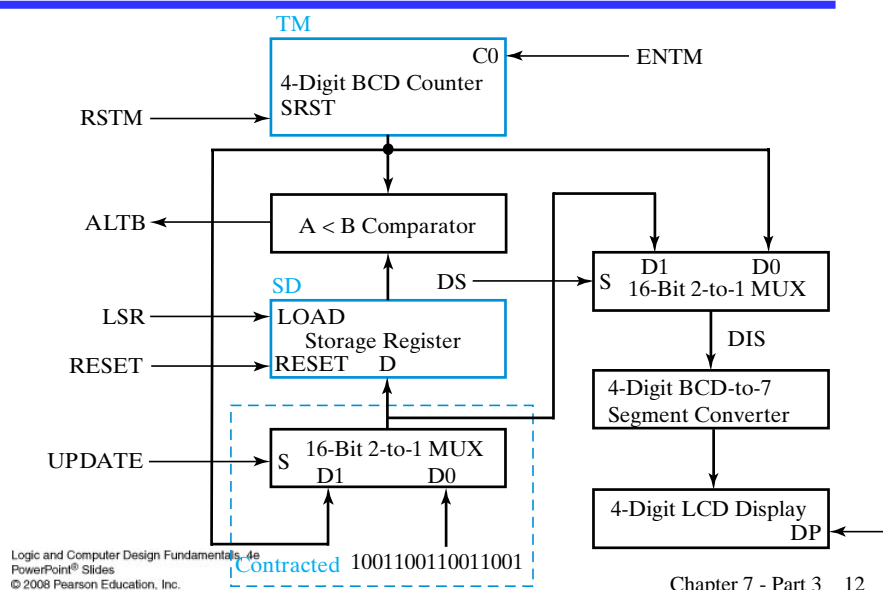 TM
C0
ENTM
4-Digit BCD Counter
SRST
RSTM
ALTB
A < B Comparator
D1
D0
S
16-Bit 2-to-1 MUX
DS
SD
LSR
LOAD
Storage Register
RESET
RESET
D
DIS
4-Digit BCD-to-7
Segment Converter
UPDATE
S
16-Bit 2-to-1 MUX
D1
D0
4-Digit LCD Display
DP
Contracted
1001100110011001
Logic and Computer Design Fundamentals, 4e
PowerPoint® Slides
© 2008 Pearson Education, Inc.
Chapter 7 - Part 3 12